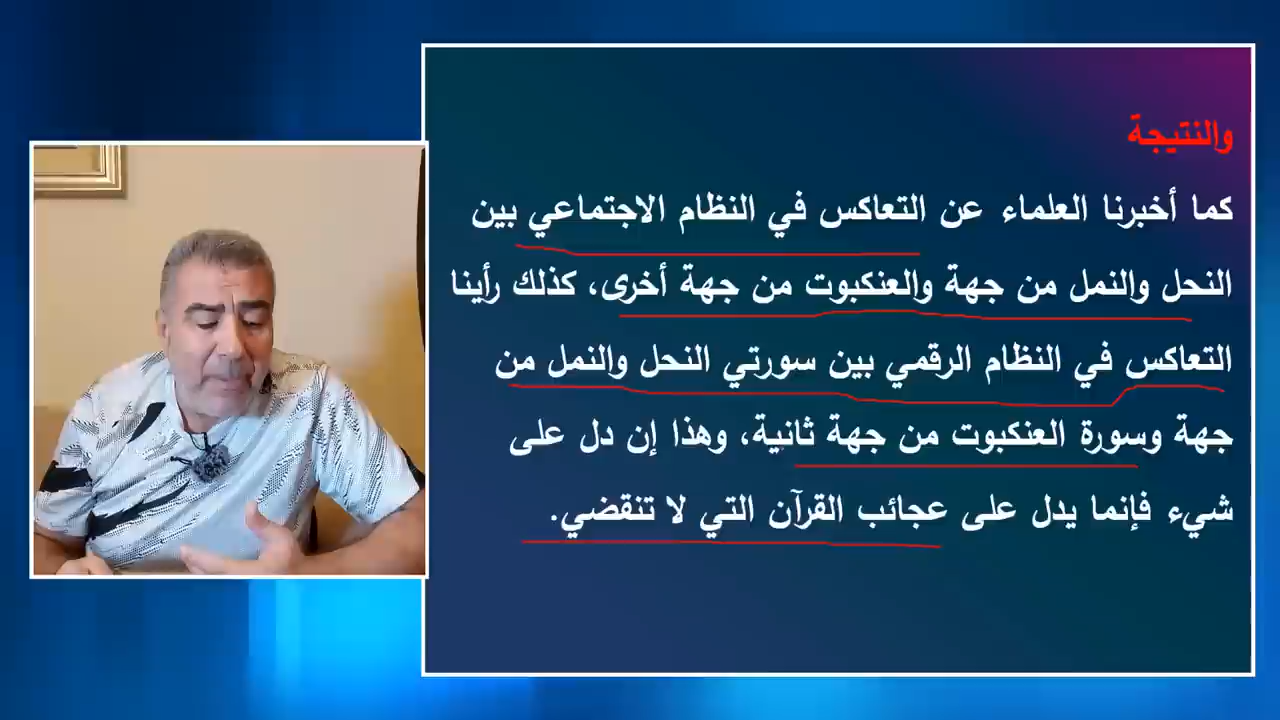 والنتيجة
كما أخبرنا العلماء عن التعاكس في النظام الاجتماعي بين
النحل والنمل من جهة والعنكبوت من جهة أخرى، كذلك رأينا
التعاكس في النظام الرقمي بين سورتي النحل والنمل من
جهة وسورة العنكبوت من جهة ثانية، وهذا إن دل على
شيء فإنما يدل على عجائب القرآن التي لا تنقضي.